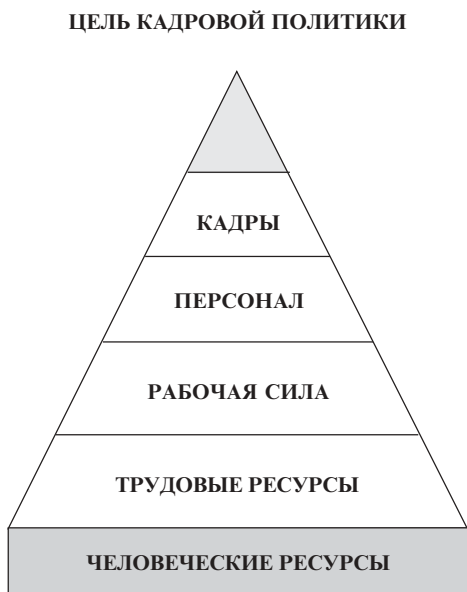 ЦЕЛЬ КАДРОВОЙ ПОЛИТИКИ
КАДРЫ
ПЕРСОНАЛ
РАБОЧАЯ СИЛА
ТРУДОВЫЕ РЕСУРСЫ
ЧЕЛОВЕЧЕСКИЕ РЕСУРСЫ